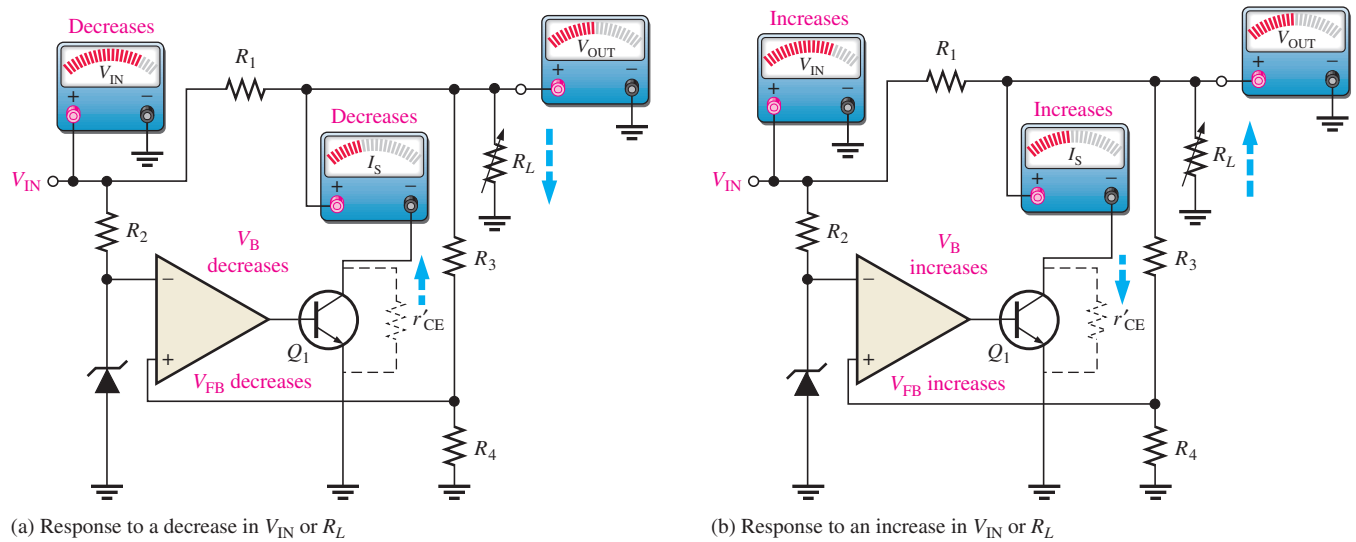 Decreases
V_IN
+ −
R_1
V_OUT
+ −
Decreases
I_S
+ −
R_L
V_IN
R_2
V_B
decreases
R_3
−
r′_CE
+
Q_1
V_FB decreases
R_4
(a) Response to a decrease in V_IN or R_L
Increases
V_IN
+ −
R_1
V_OUT
+ −
Increases
I_S
+ −
R_L
V_IN
R_2
V_B
increases
R_3
−
r′_CE
+
Q_1
V_FB increases
R_4
(b) Response to an increase in V_IN or R_L